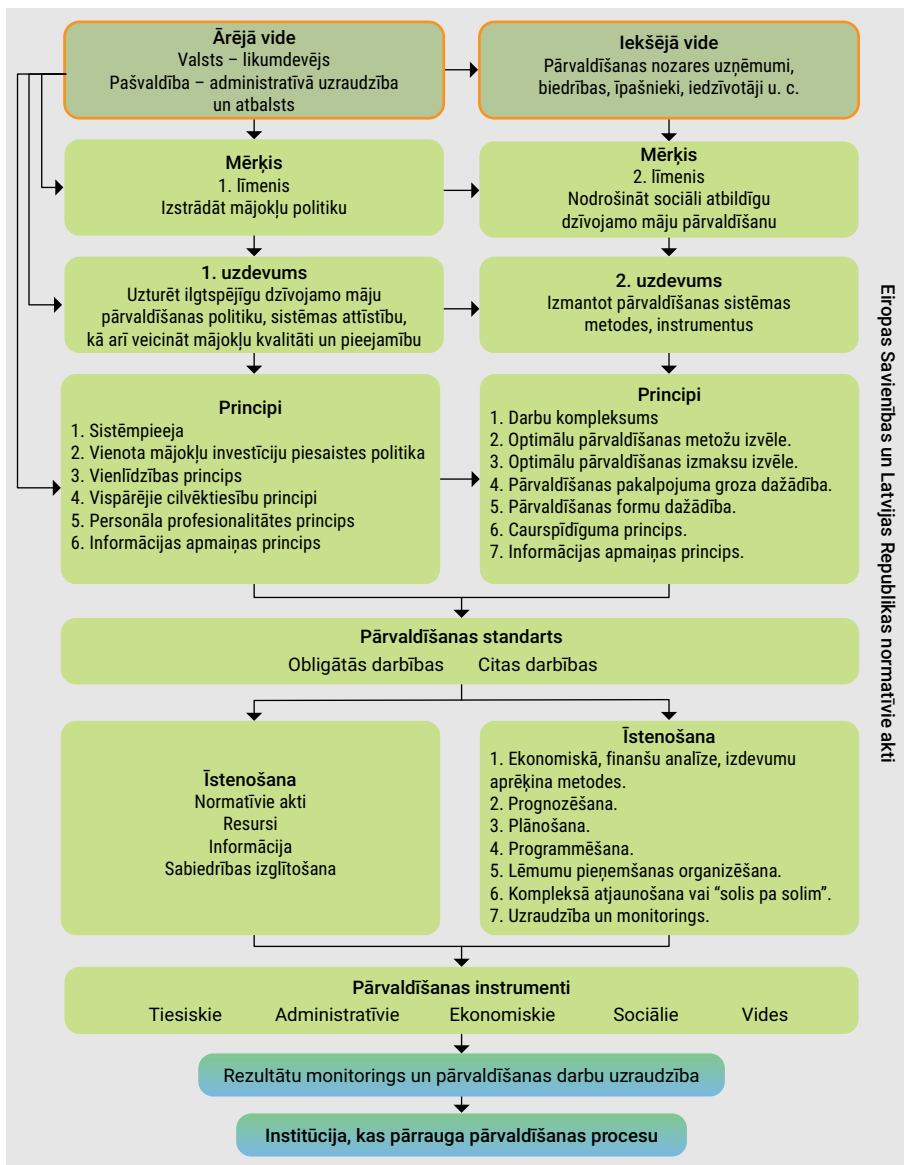 Ārējā vide
Valsts – likumdevējs
Pašvaldība – administratīvā uzraudzība
un atbalsts
Iekšējā vide
Pārvaldīšanas nozares uzņēmumi,
biedrības, īpašnieki, iedzīvotāji u. c.
Mērķis
1. līmenis
Izstrādāt mājokļu politiku
Mērķis
2. līmenis
Nodrošināt sociāli atbildīgu
dzīvojamo māju pārvaldīšanu
1. uzdevums
Uzturēt ilgtspējīgu dzīvojamo māju
pārvaldīšanas politiku, sistēmas attīstību,
kā arī veicināt mājokļu kvalitāti un pieejamību
2. uzdevums
Izmantot pārvaldīšanas sistēmas
metodes, instrumentus
Principi
1. Sistēmpieeja
2. Vienota mājokļu investīciju piesaistes politika
3. Vienlīdzības princips
4. Vispārējie cilvēktiesību principi
5. Personāla profesionalitātes princips
6. Informācijas apmaiņas princips
Principi
1. Darbu kompleksums
2. Optimālu pārvaldīšanas metožu izvēle.
3. Optimālu pārvaldīšanas izmaksu izvēle.
4. Pārvaldīšanas pakalpojuma groza dažādība.
5. Pārvaldīšanas formu dažādība.
6. Caurspīdīguma princips.
7. Informācijas apmaiņas princips.
Pārvaldīšanas standarts
Obligātās darbības Citas darbības
Īstenošana
Normatīvie akti
Resursi
Informācija
Sabiedrības izglītošana
Īstenošana
1. Ekonomiskā, finanšu analīze, izdevumu
aprēķina metodes.
2. Prognozēšana.
3. Plānošana.
4. Programmēšana.
5. Lēmumu pieņemšanas organizēšana.
6. Kompleksā atjaunošana vai “solis pa solim”.
7. Uzraudzība un monitorings.
Pārvaldīšanas instrumenti
Tiesiskie Administratīvie Ekonomiskie Sociālie Vides
Rezultātu monitorings un pārvaldīšanas darbu uzraudzība
Institūcija, kas pārrauga pārvaldīšanas procesu
Eiropas Savienības un Latvijas Republikas normatīvie akti